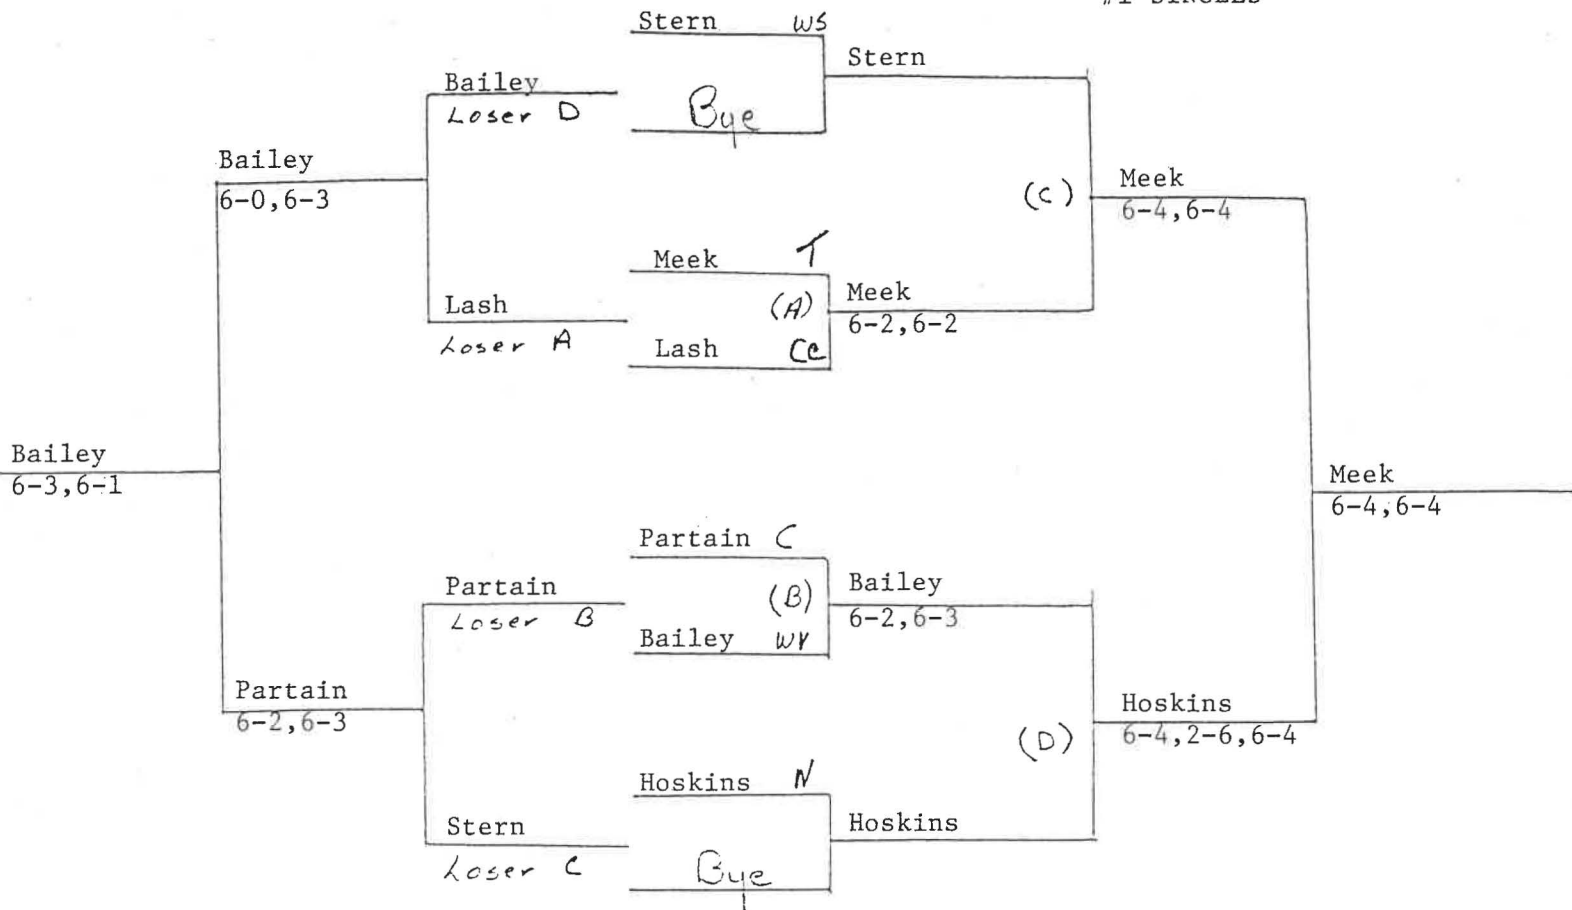 #1 SINGLES
Stern WS
Stern
Bailey
Loser D
Bye
Bailey
6-0,6-3
(C)
Meek
6-4,6-4
Meek T
(A)
Meek
6-2,6-2
Lash
Loser A
Lash CC
Bailey
6-3,6-1
Meek
6-4,6-4
Partain C
Partain
Loser B
(B)
Bailey
6-2,6-3
Bailey WR
Partain
6-2,6-3
(D)
Hoskins
6-4,2-6,6-4
Hoskins N
Hoskins
Stern
Loser C
Bye